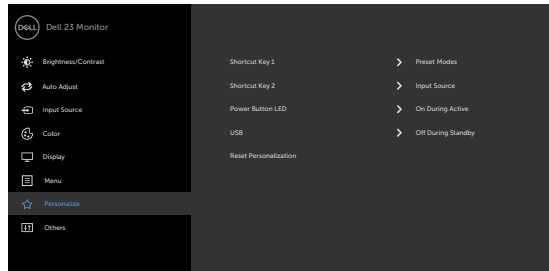 DELL Dell 23 Monitor
Brightness/Contrast
Auto Adjust
Input Source
Color
Display
Menu
Personalize
Others
Shortcut Key 1 Preset Modes
Shortcut Key 2 Input Source
Power Button LED On During Active
USB Off During Standby
Reset Personalization